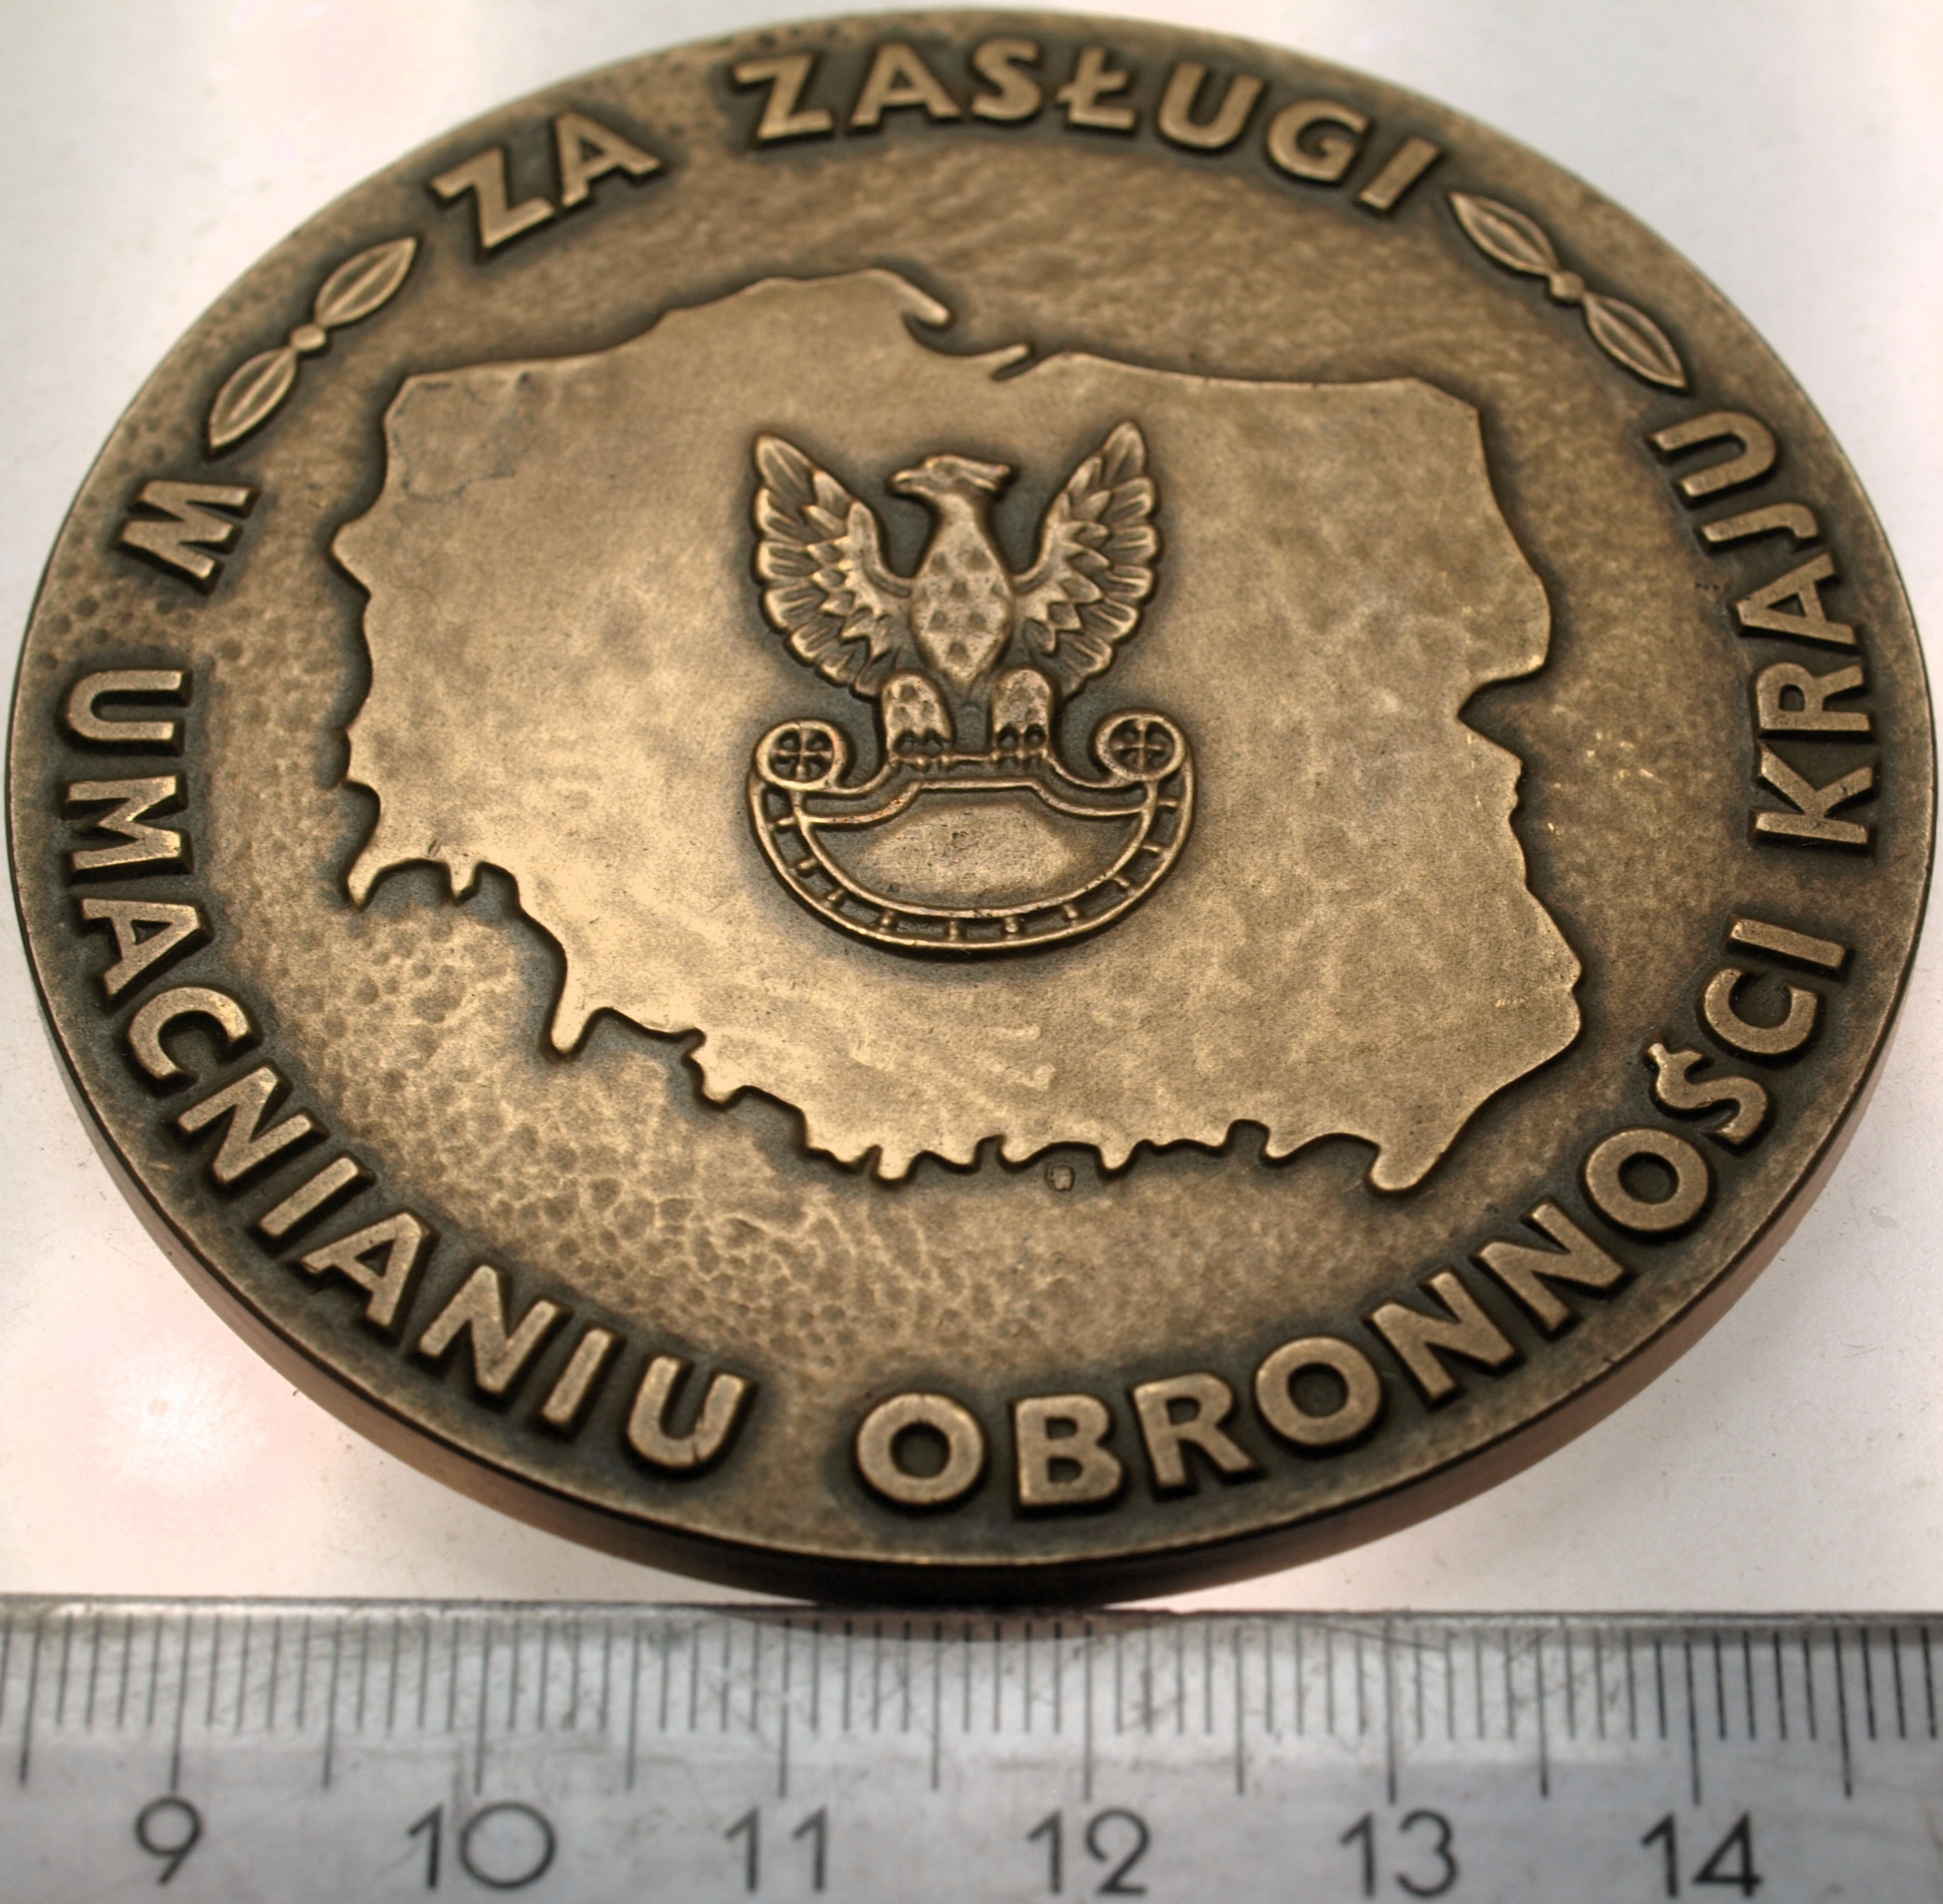 ZA ZASŁUGI
W UMACNIANIU OBRONNOŚCI KRAJU
9 10 11 12 13 14